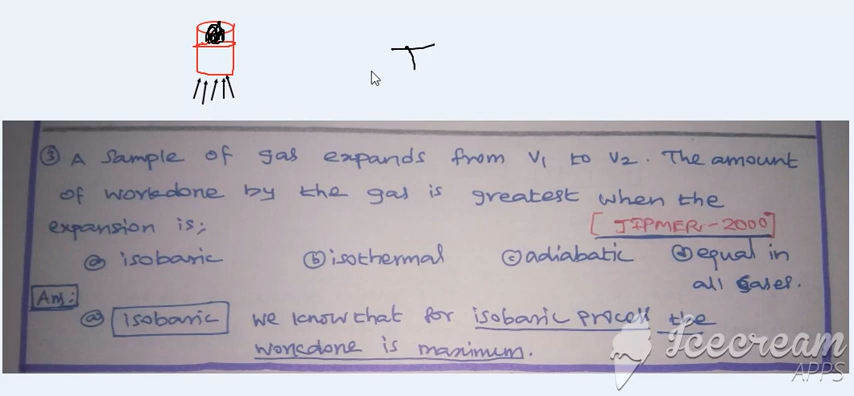 T
③ A sample of gas expands from V1 to V2. The amount
of workdone by the gas is greatest when the
expansion is;
[JIPMER-2000]
ⓐ isobaric ⓑ isothermal ⓒ adiabatic ⓓ equal in
all cases.
Ans:
ⓐ isobaric we know that for isobaric process the
workdone is maximum.
Icecream
APPS